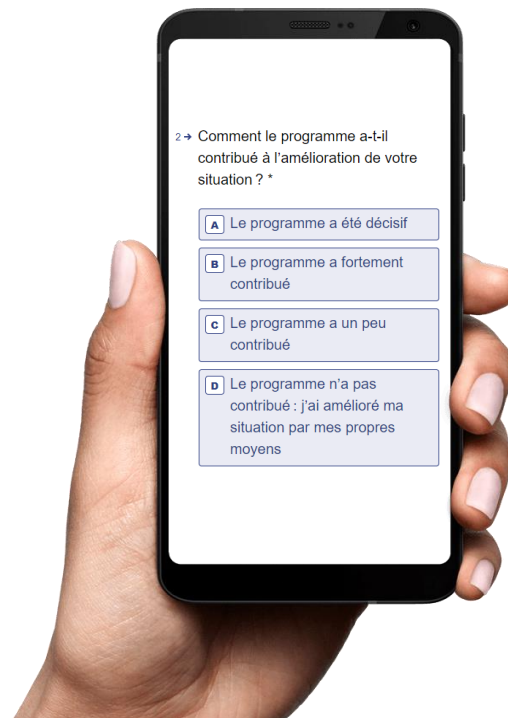 2 → Comment le programme a-t-il
contribué à l'amélioration de votre
situation ? *
A Le programme a été décisif
B Le programme a fortement
contribué
C Le programme a un peu
contribué
D Le programme n'a pas
contribué : j'ai amélioré ma
situation par mes propres
moyens